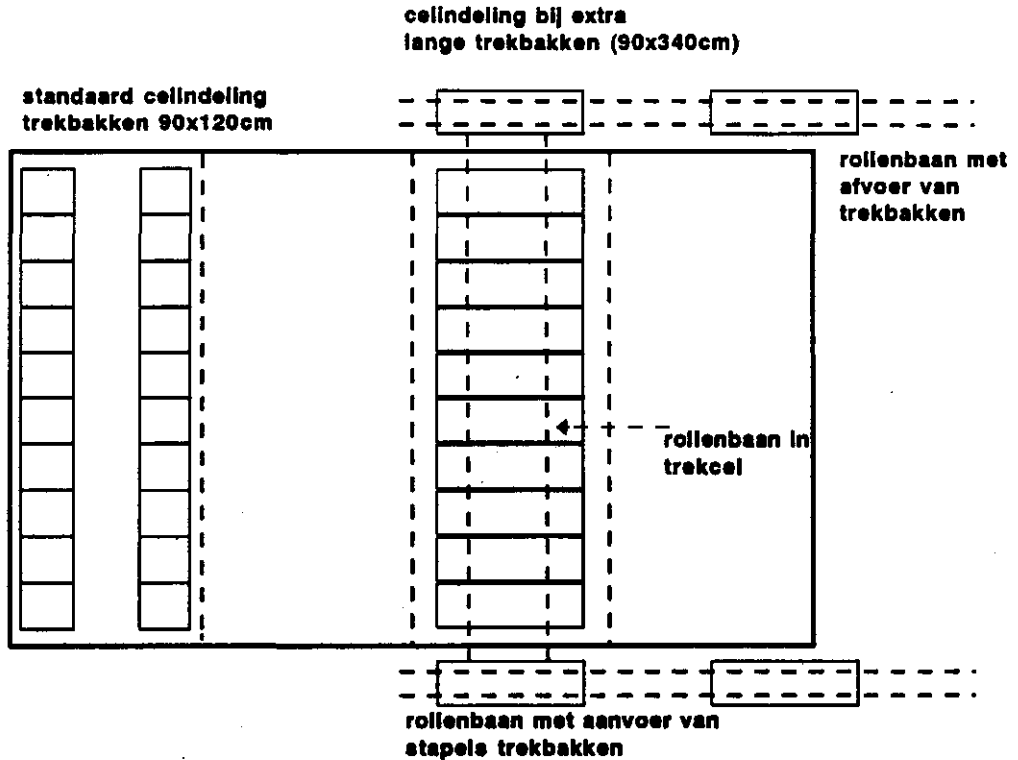 celindeling bij extra
lange trekbakken (90x340cm)
standaard celindeling
trekbakken 90x120cm
rollenbaan met
afvoer van
trekbakken
rollenbaan in
trekcel
rollenbaan met aanvoer van
stapels trekbakken